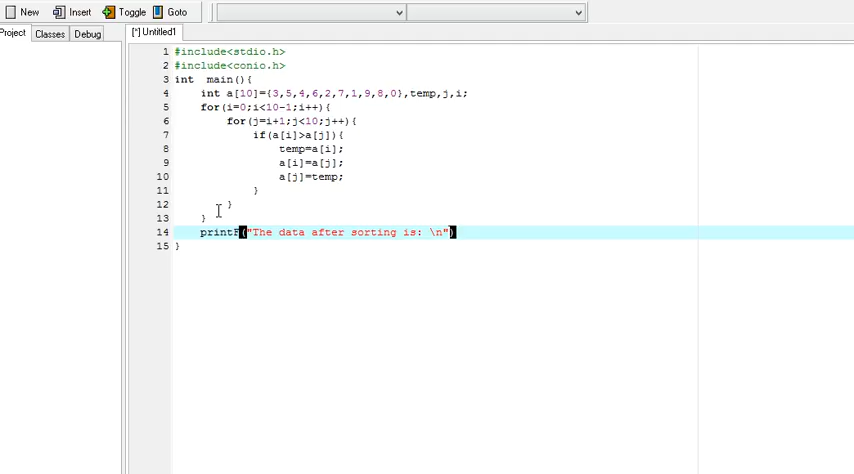 New Insert Toggle Goto
Project Classes Debug [*] Untitled1
1 #include<stdio.h>
2 #include<conio.h>
3 int main(){
4 int a[10]={3,5,4,6,2,7,1,9,8,0},temp,j,i;
5 for(i=0;i<10-1;i++){
6 for(j=i+1;j<10;j++){
7 if(a[i]>a[j]){
8 temp=a[i];
9 a[i]=a[j];
10 a[j]=temp;
11 }
12 }
13 }
14 printf("The data after sorting is: \n")
15 }